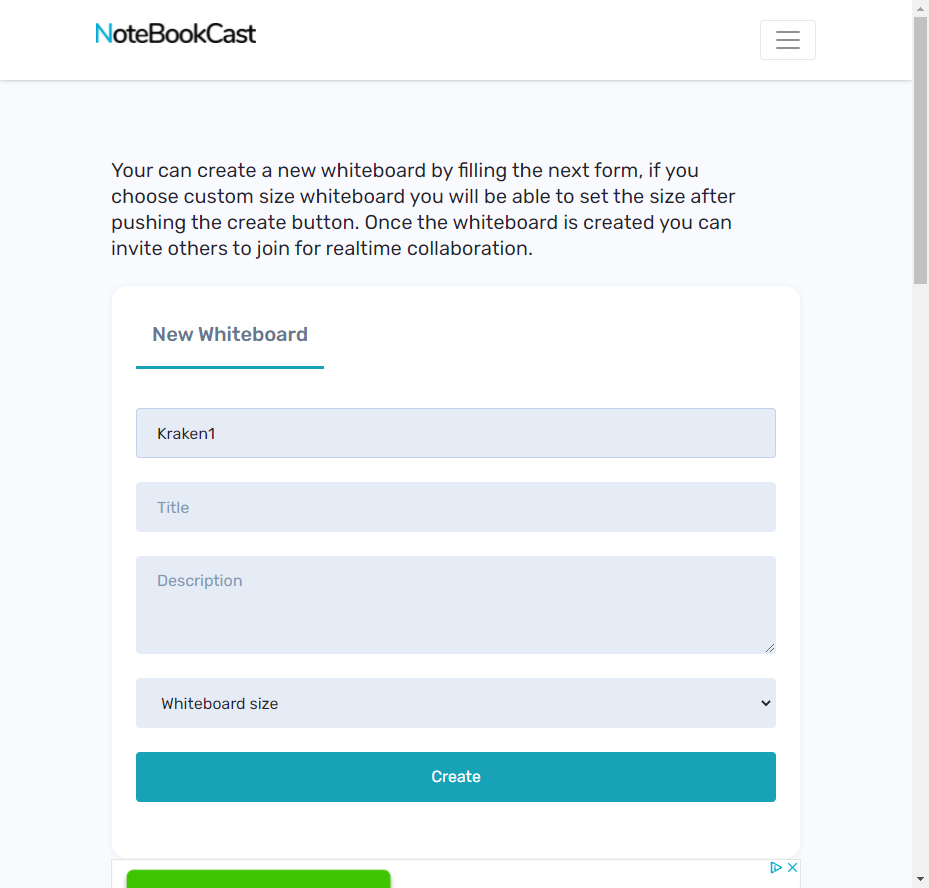 NoteBookCast
Your can create a new whiteboard by filling the next form, if you
choose custom size whiteboard you will be able to set the size after
pushing the create button. Once the whiteboard is created you can
invite others to join for realtime collaboration.
New Whiteboard
Kraken1
Title
Description
Whiteboard size
Create